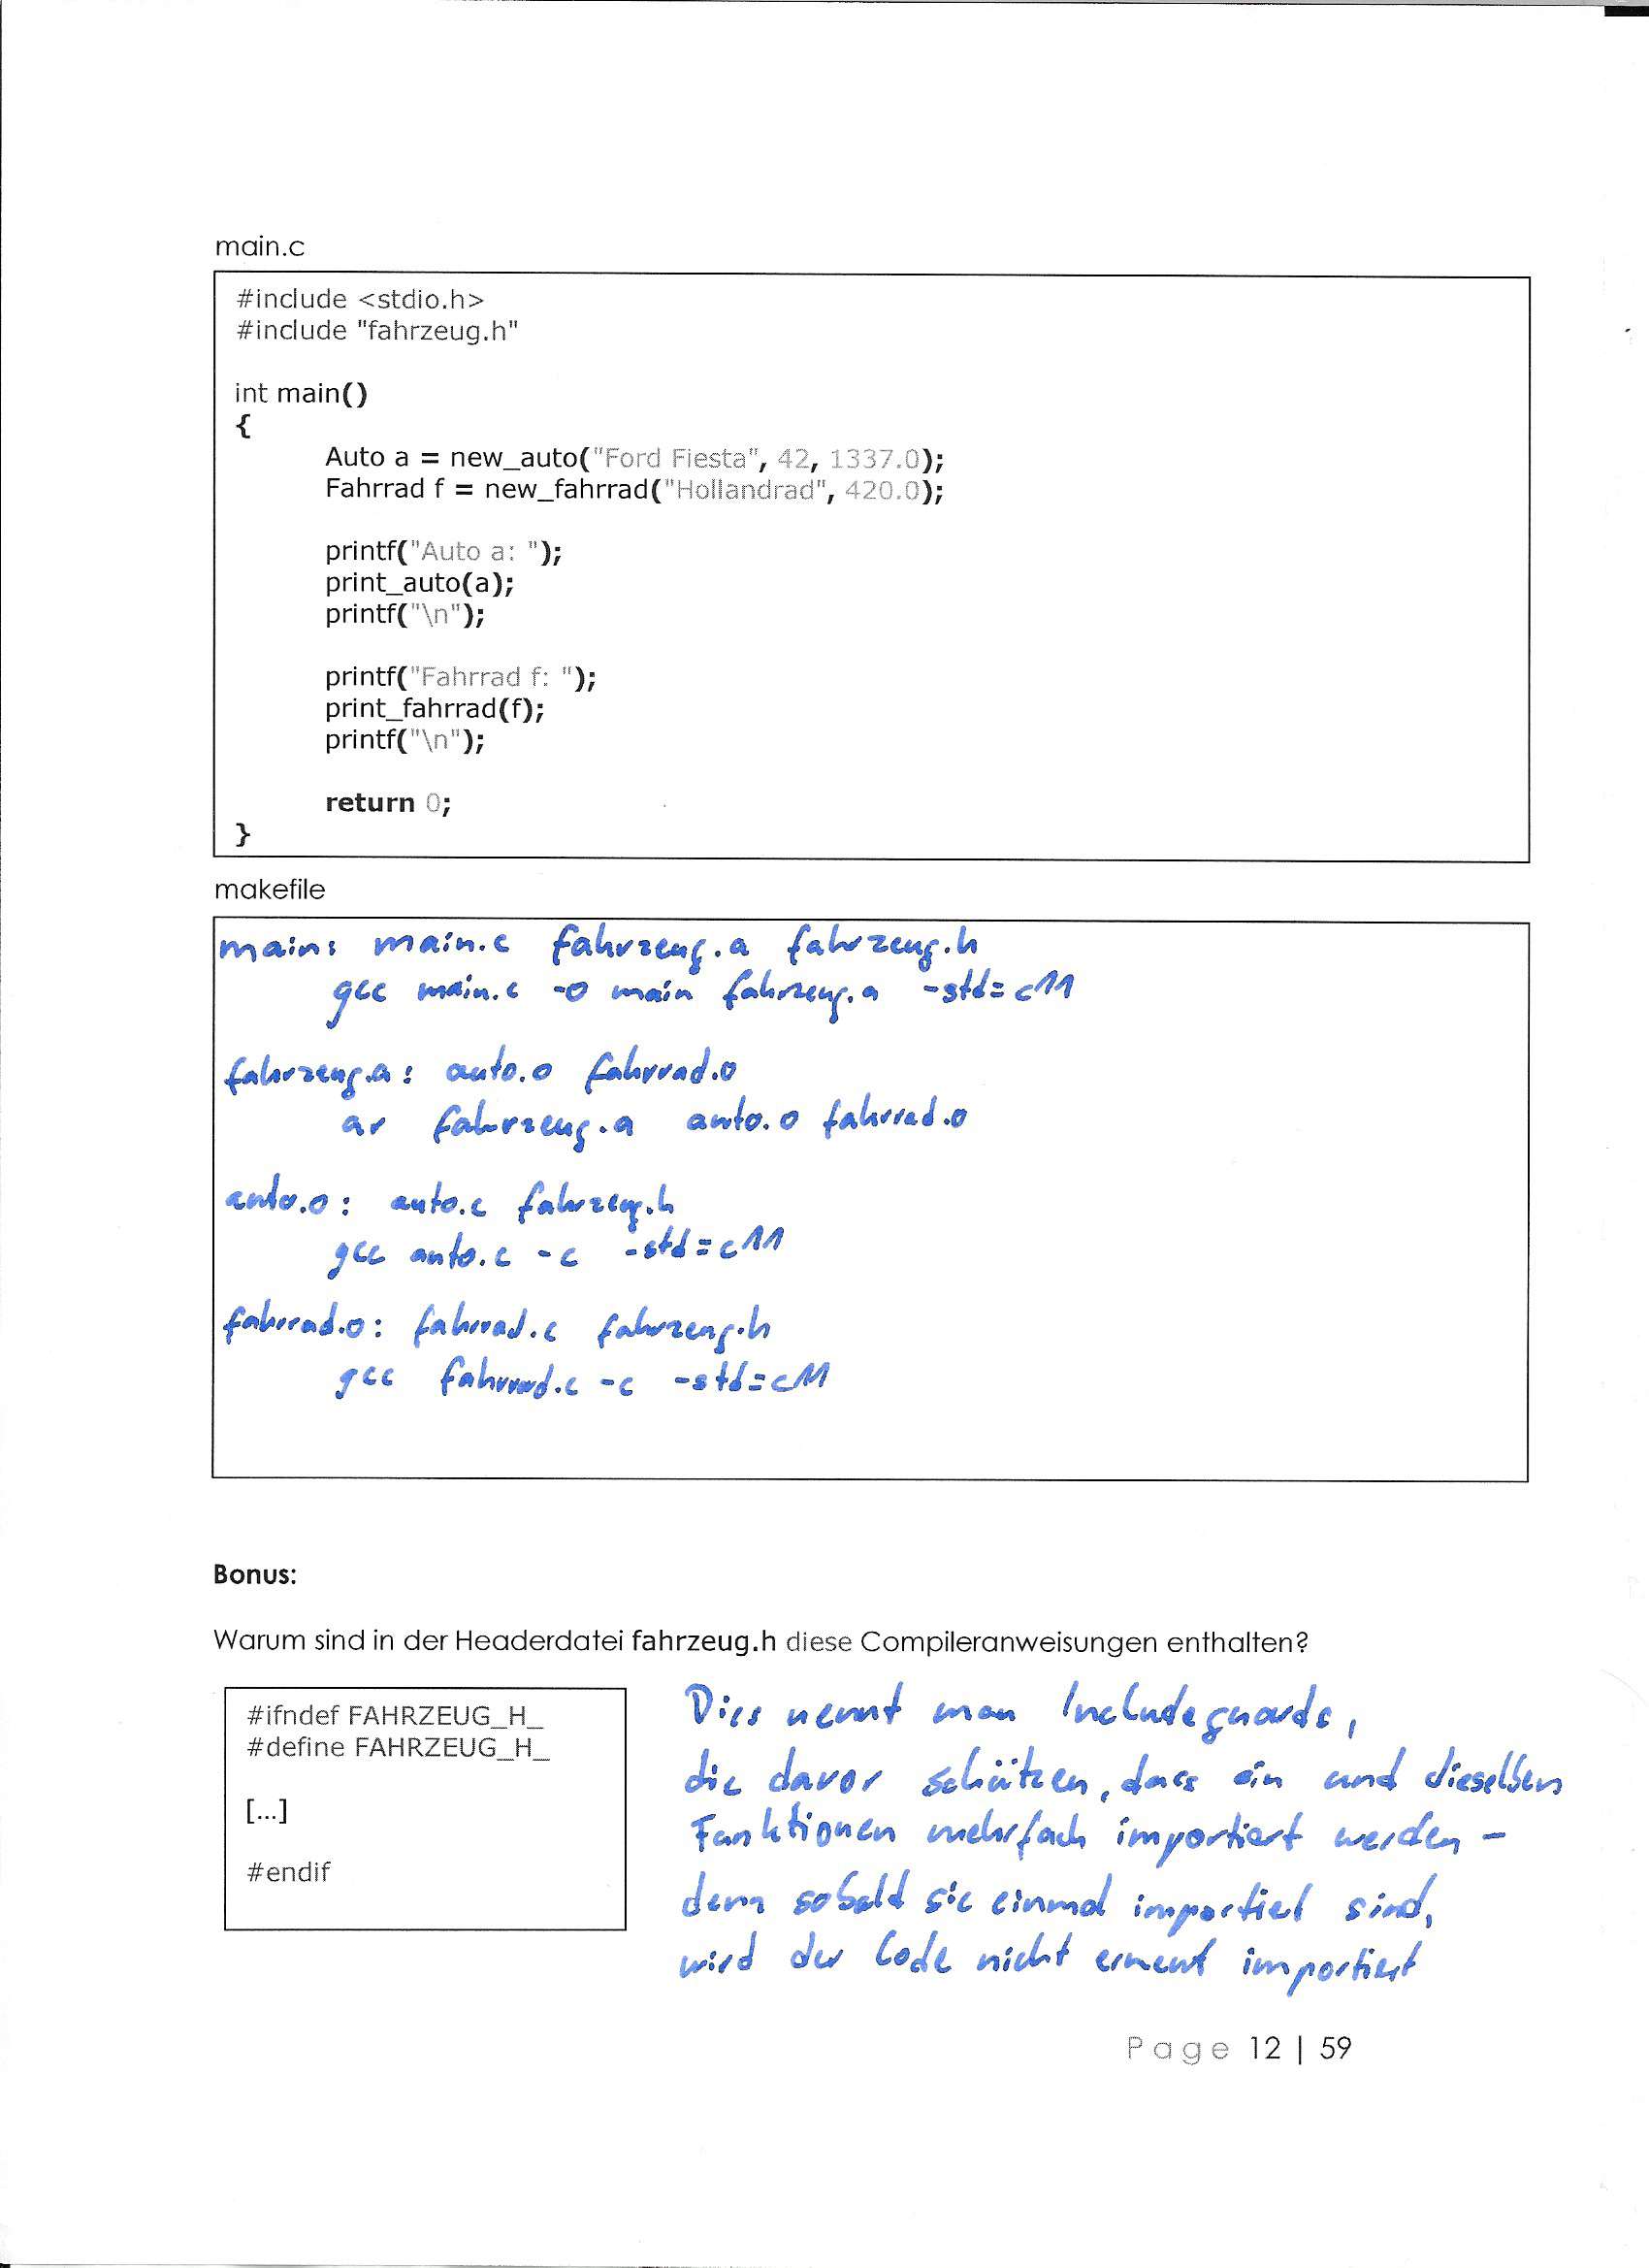 main.c
#include <stdio.h>
#include "fahrzeug.h"
int main()
{
Auto a = new_auto("Ford Fiesta", 42, 1337.0);
Fahrrad f = new_fahrrad("Hollandrad", 420.0);
printf("Auto a: ");
print_auto(a);
printf("\n");
printf("Fahrrad f: ");
print_fahrrad(f);
printf("\n");
return 0;
}
makefile
main: main.c fahrzeug.a fahrzeug.h
gcc main.c -o main fahrzeug.a -std=c11
fahrzeug.a: auto.o fahrrad.o
ar fahrzeug.a auto.o fahrrad.o
auto.o: auto.c fahrzeug.h
gcc auto.c -c -std=c11
fahrrad.o: fahrrad.c fahrzeug.h
gcc fahrrad.c -c -std=c11
Bonus:
Warum sind in der Headerdatei fahrzeug.h diese Compileranweisungen enthalten?
#ifndef FAHRZEUG_H_
#define FAHRZEUG_H_
[...]
#endif
Dies nennt man Includeguards,
die davor schützen, dass ein und dieselben
Funktionen mehrfach importiert werden -
denn sobald sie einmal importiert sind,
wird der Code nicht erneut importiert
Page 12 | 59